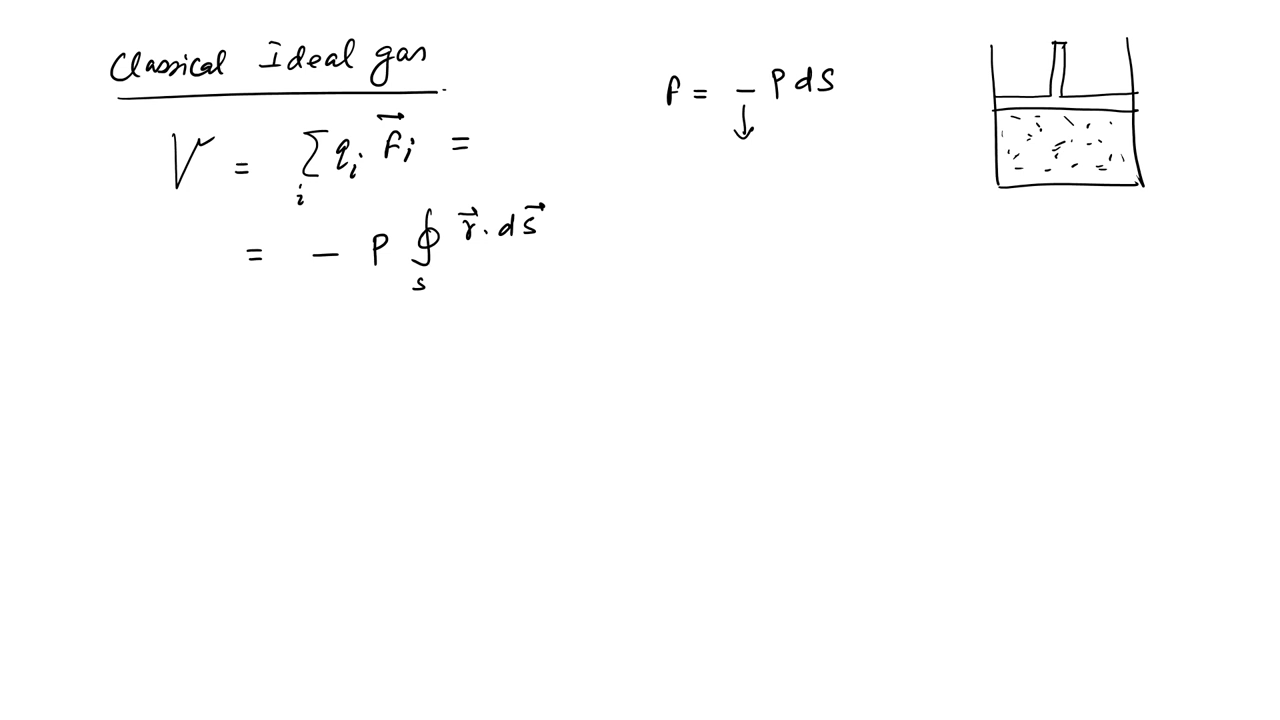 Classical Ideal gas
V = ∑ᵢ qᵢ F⃗ᵢ =
= − P ∮ₛ r⃗ · dS⃗
F = − P dS
↓